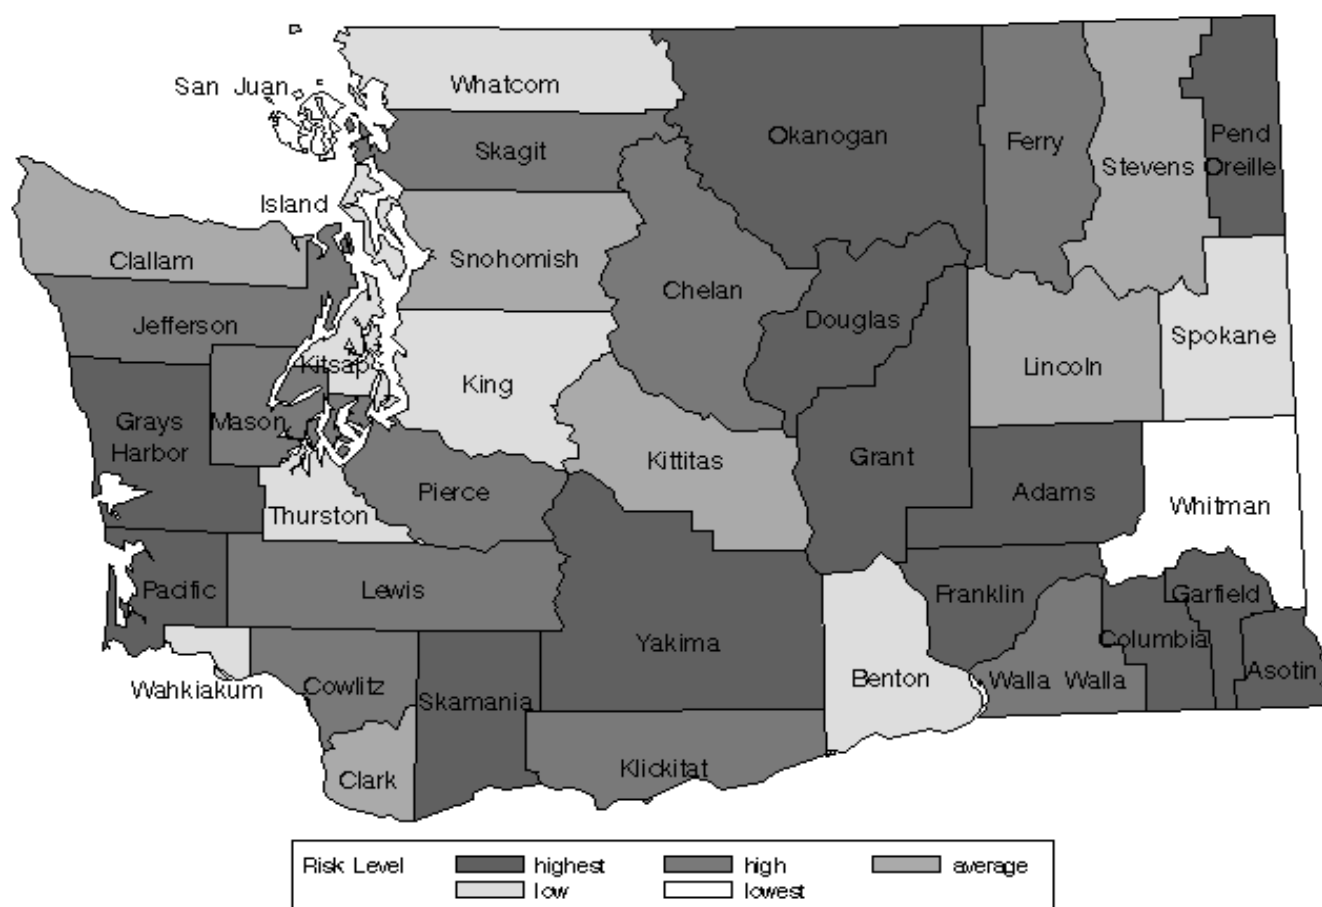 San Juan
Whatcom
Okanogan
Ferry
Pend
Oreille
Stevens
Skagit
Island
Clallam
Snohomish
Chelan
Jefferson
Douglas
Spokane
Kitsap
King
Lincoln
Grays
Harbor
Mason
Kittitas
Grant
Pierce
Adams
Whitman
Thurston
Pacific
Lewis
Franklin
Garfield
Yakima
Columbia
Wahkiakum
Cowlitz
Skamania
Benton
Walla Walla
Asotin
Clark
Klickitat
Risk Level highest high average
low lowest